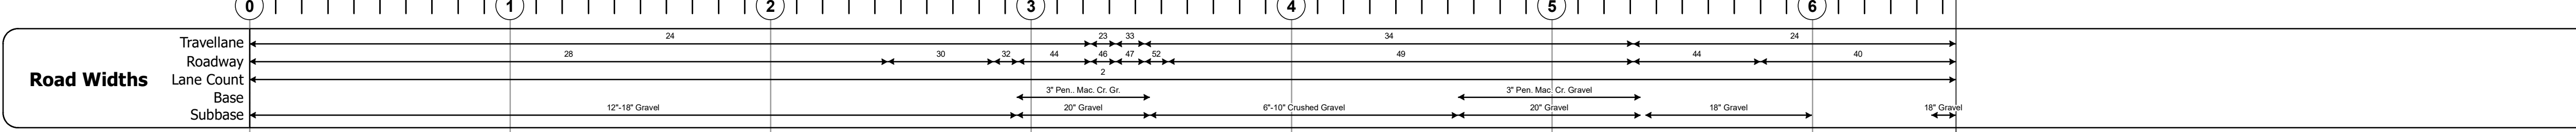 0 1 2 3 4 5 6
Road Widths
Travellane 24 23 33 34 24
Roadway 28 30 32 44 46 47 52 49 44 40
Lane Count 2
Base 3" Pen.. Mac. Cr. Gr. 3" Pen. Mac. Cr. Gravel
Subbase 12"-18" Gravel 20" Gravel 6"-10" Crushed Gravel 20" Gravel 18" Gravel 18" Gravel